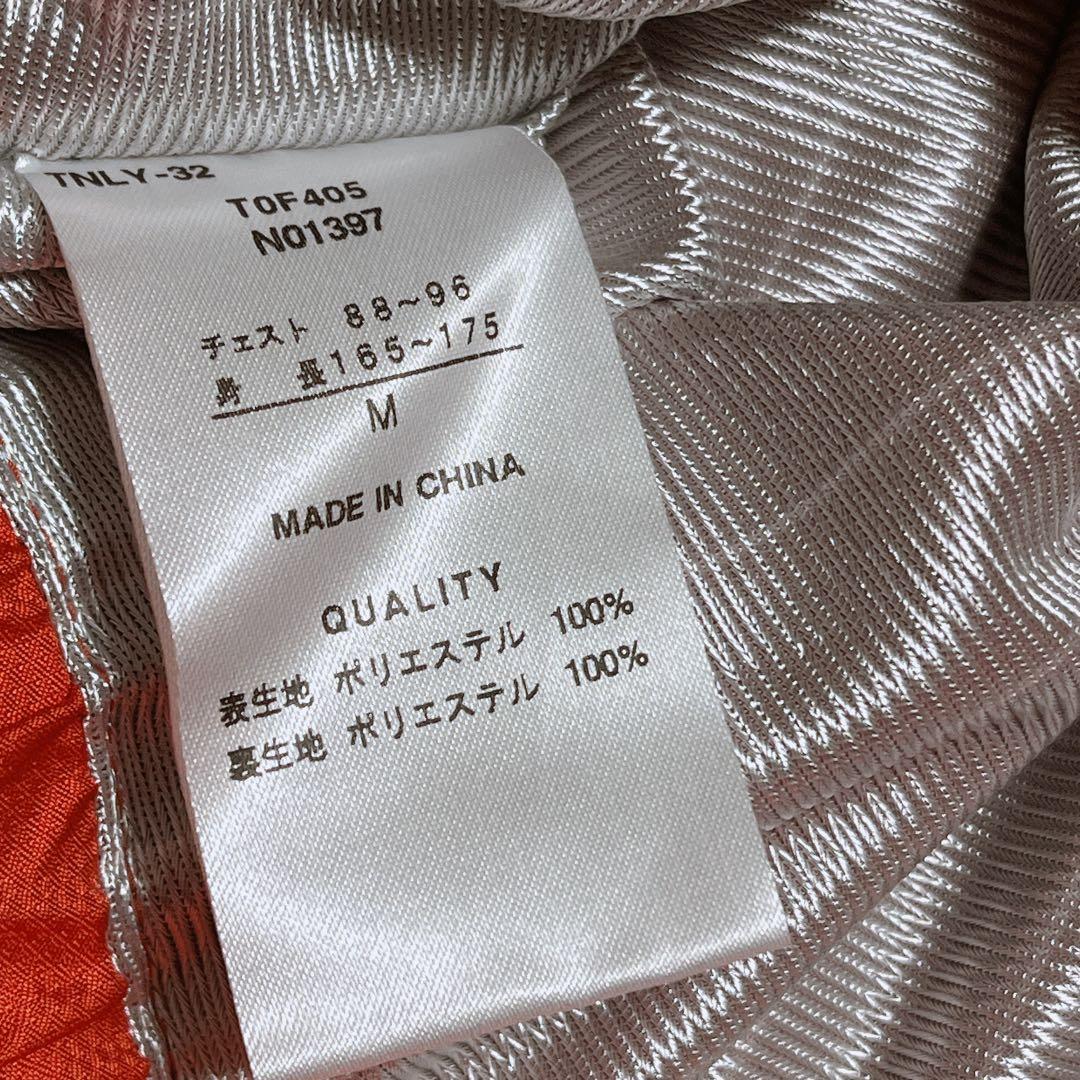 TNLY-32
T0F405
N01397
チェスト 88～96
身 長165～175
M
MADE IN CHINA
QUALITY
表生地 ポリエステル 100%
裏生地 ポリエステル 100%